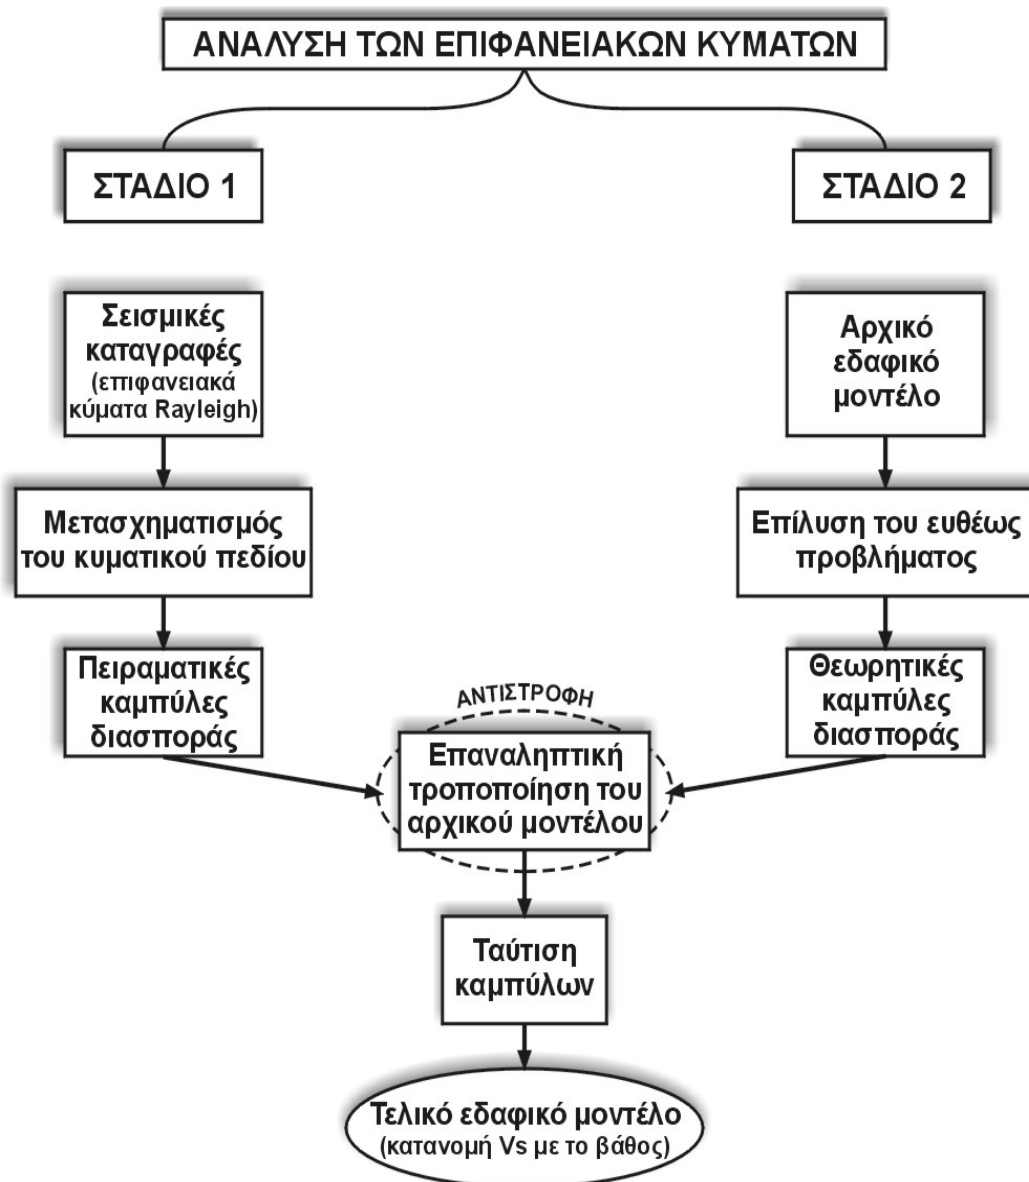 ΑΝΑΛΥΣΗ ΤΩΝ ΕΠΙΦΑΝΕΙΑΚΩΝ ΚΥΜΑΤΩΝ
ΣΤΑΔΙΟ 1
ΣΤΑΔΙΟ 2
Σεισμικές
καταγραφές
(επιφανειακά
κύματα Rayleigh)
Αρχικό
εδαφικό
μοντέλο
Μετασχηματισμός
του κυματικού πεδίου
Επίλυση του ευθέως
προβλήματος
Πειραματικές
καμπύλες
διασποράς
Θεωρητικές
καμπύλες
διασποράς
ΑΝΤΙΣΤΡΟΦΗ
Επαναληπτική
τροποποίηση του
αρχικού μοντέλου
Ταύτιση
καμπύλων
Τελικό εδαφικό μοντέλο
(κατανομή Vs με το βάθος)